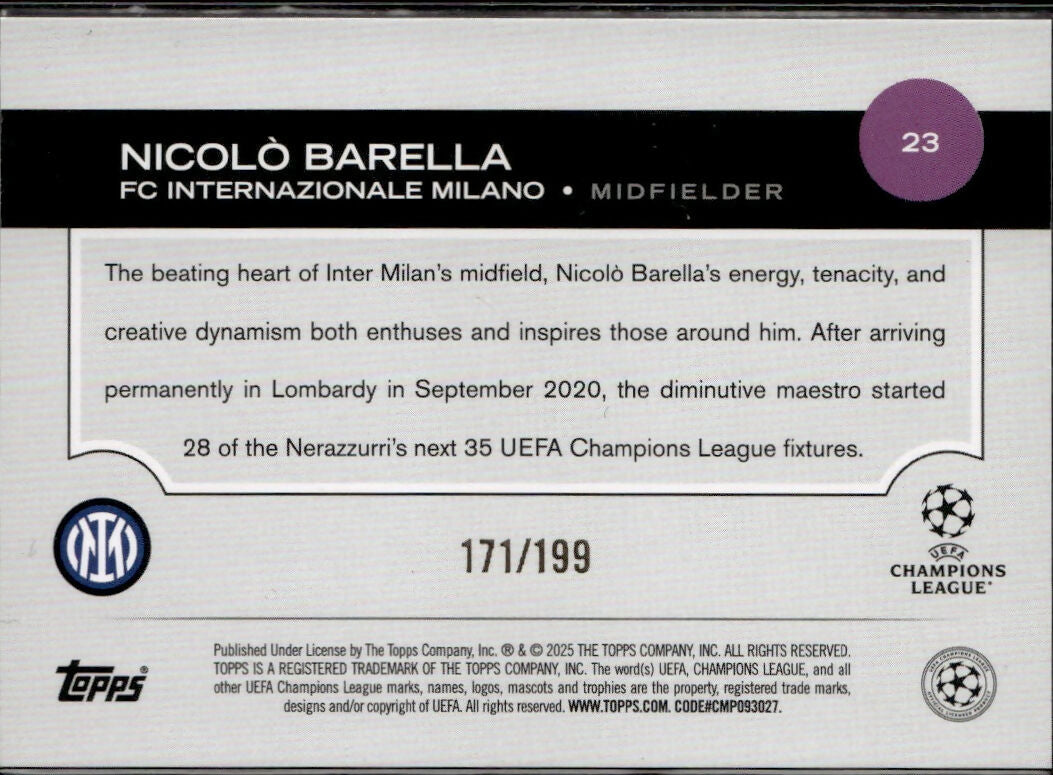 23
NICOLÒ BARELLA
FC INTERNAZIONALE MILANO • MIDFIELDER
The beating heart of Inter Milan's midfield, Nicolò Barella's energy, tenacity, and
creative dynamism both enthuses and inspires those around him. After arriving
permanently in Lombardy in September 2020, the diminutive maestro started
28 of the Nerazzurri's next 35 UEFA Champions League fixtures.
171/199
UEFA
CHAMPIONS
LEAGUE®
Published Under License by The Topps Company, Inc. ® & © 2025 THE TOPPS COMPANY, INC. ALL RIGHTS RESERVED.
TOPPS IS A REGISTERED TRADEMARK OF THE TOPPS COMPANY, INC. The word(s) UEFA, CHAMPIONS LEAGUE, and all
other UEFA Champions League marks, names, logos, mascots and trophies are the property, registered trade marks,
designs and/or copyright of UEFA. All rights reserved. WWW.TOPPS.COM. CODE#CMP093027.
Topps®